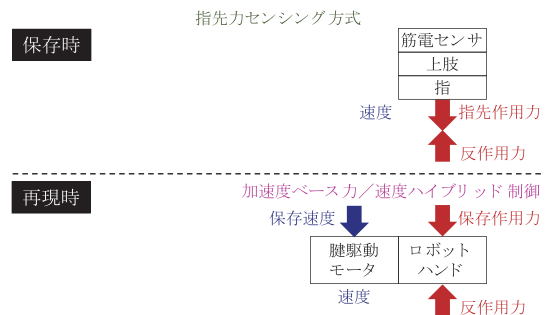 指先力センシング方式
保存時
筋電センサ
上肢
指
速度
指先作用力
反作用力
再現時
加速度ベース力／速度ハイブリッド制御
保存速度
保存作用力
腱駆動
モータ
ロボット
ハンド
速度
反作用力